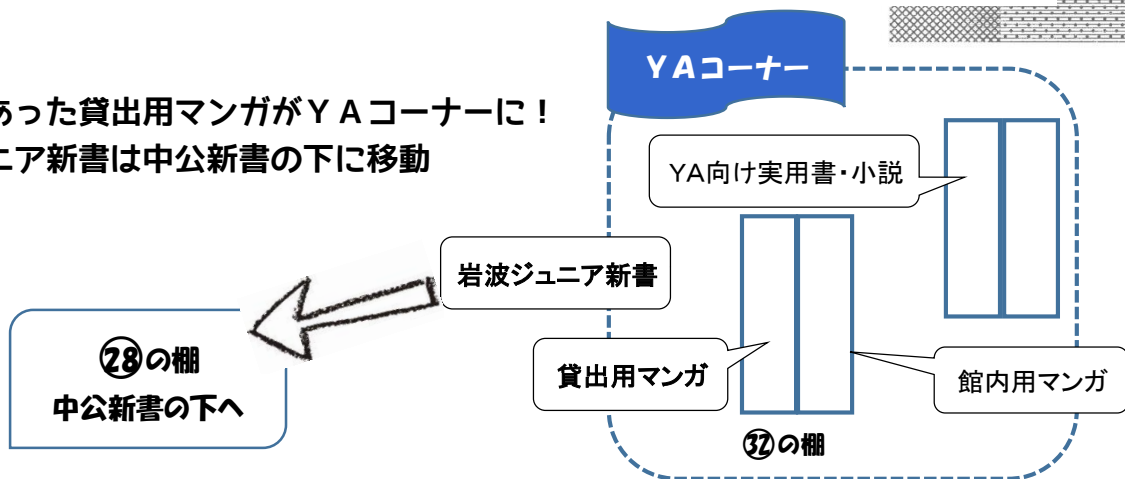 YAコーナー
あった貸出用マンガがYAコーナーに！
ニア新書は中公新書の下に移動
YA向け実用書・小説
岩波ジュニア新書
㉘の棚
中公新書の下へ
貸出用マンガ
館内用マンガ
㉜の棚